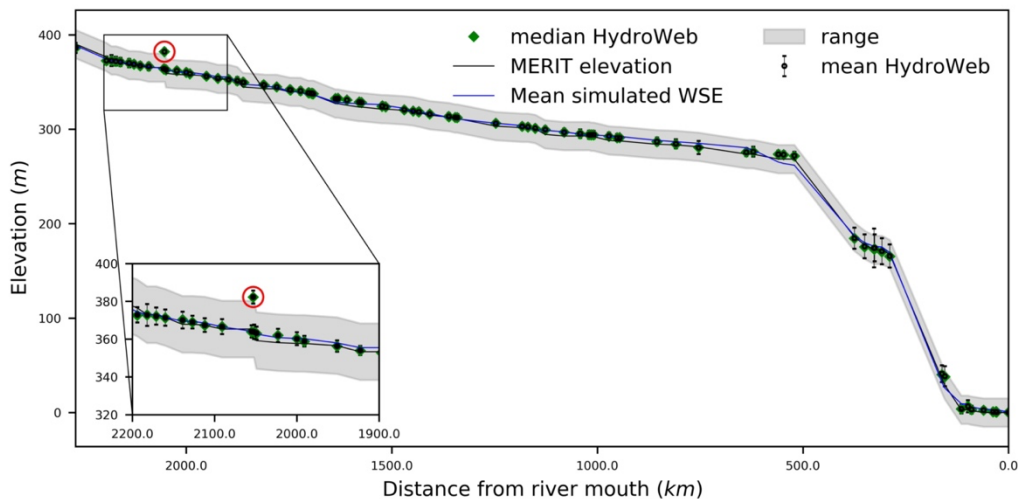 400
300
200
100
0
Elevation (m)
median HydroWeb
MERIT elevation
Mean simulated WSE
range
mean HydroWeb
400
380
360
340
320
2200.0 2100.0 2000.0 1900.0
2000.0 1500.0 1000.0 500.0 0.0
Distance from river mouth (km)